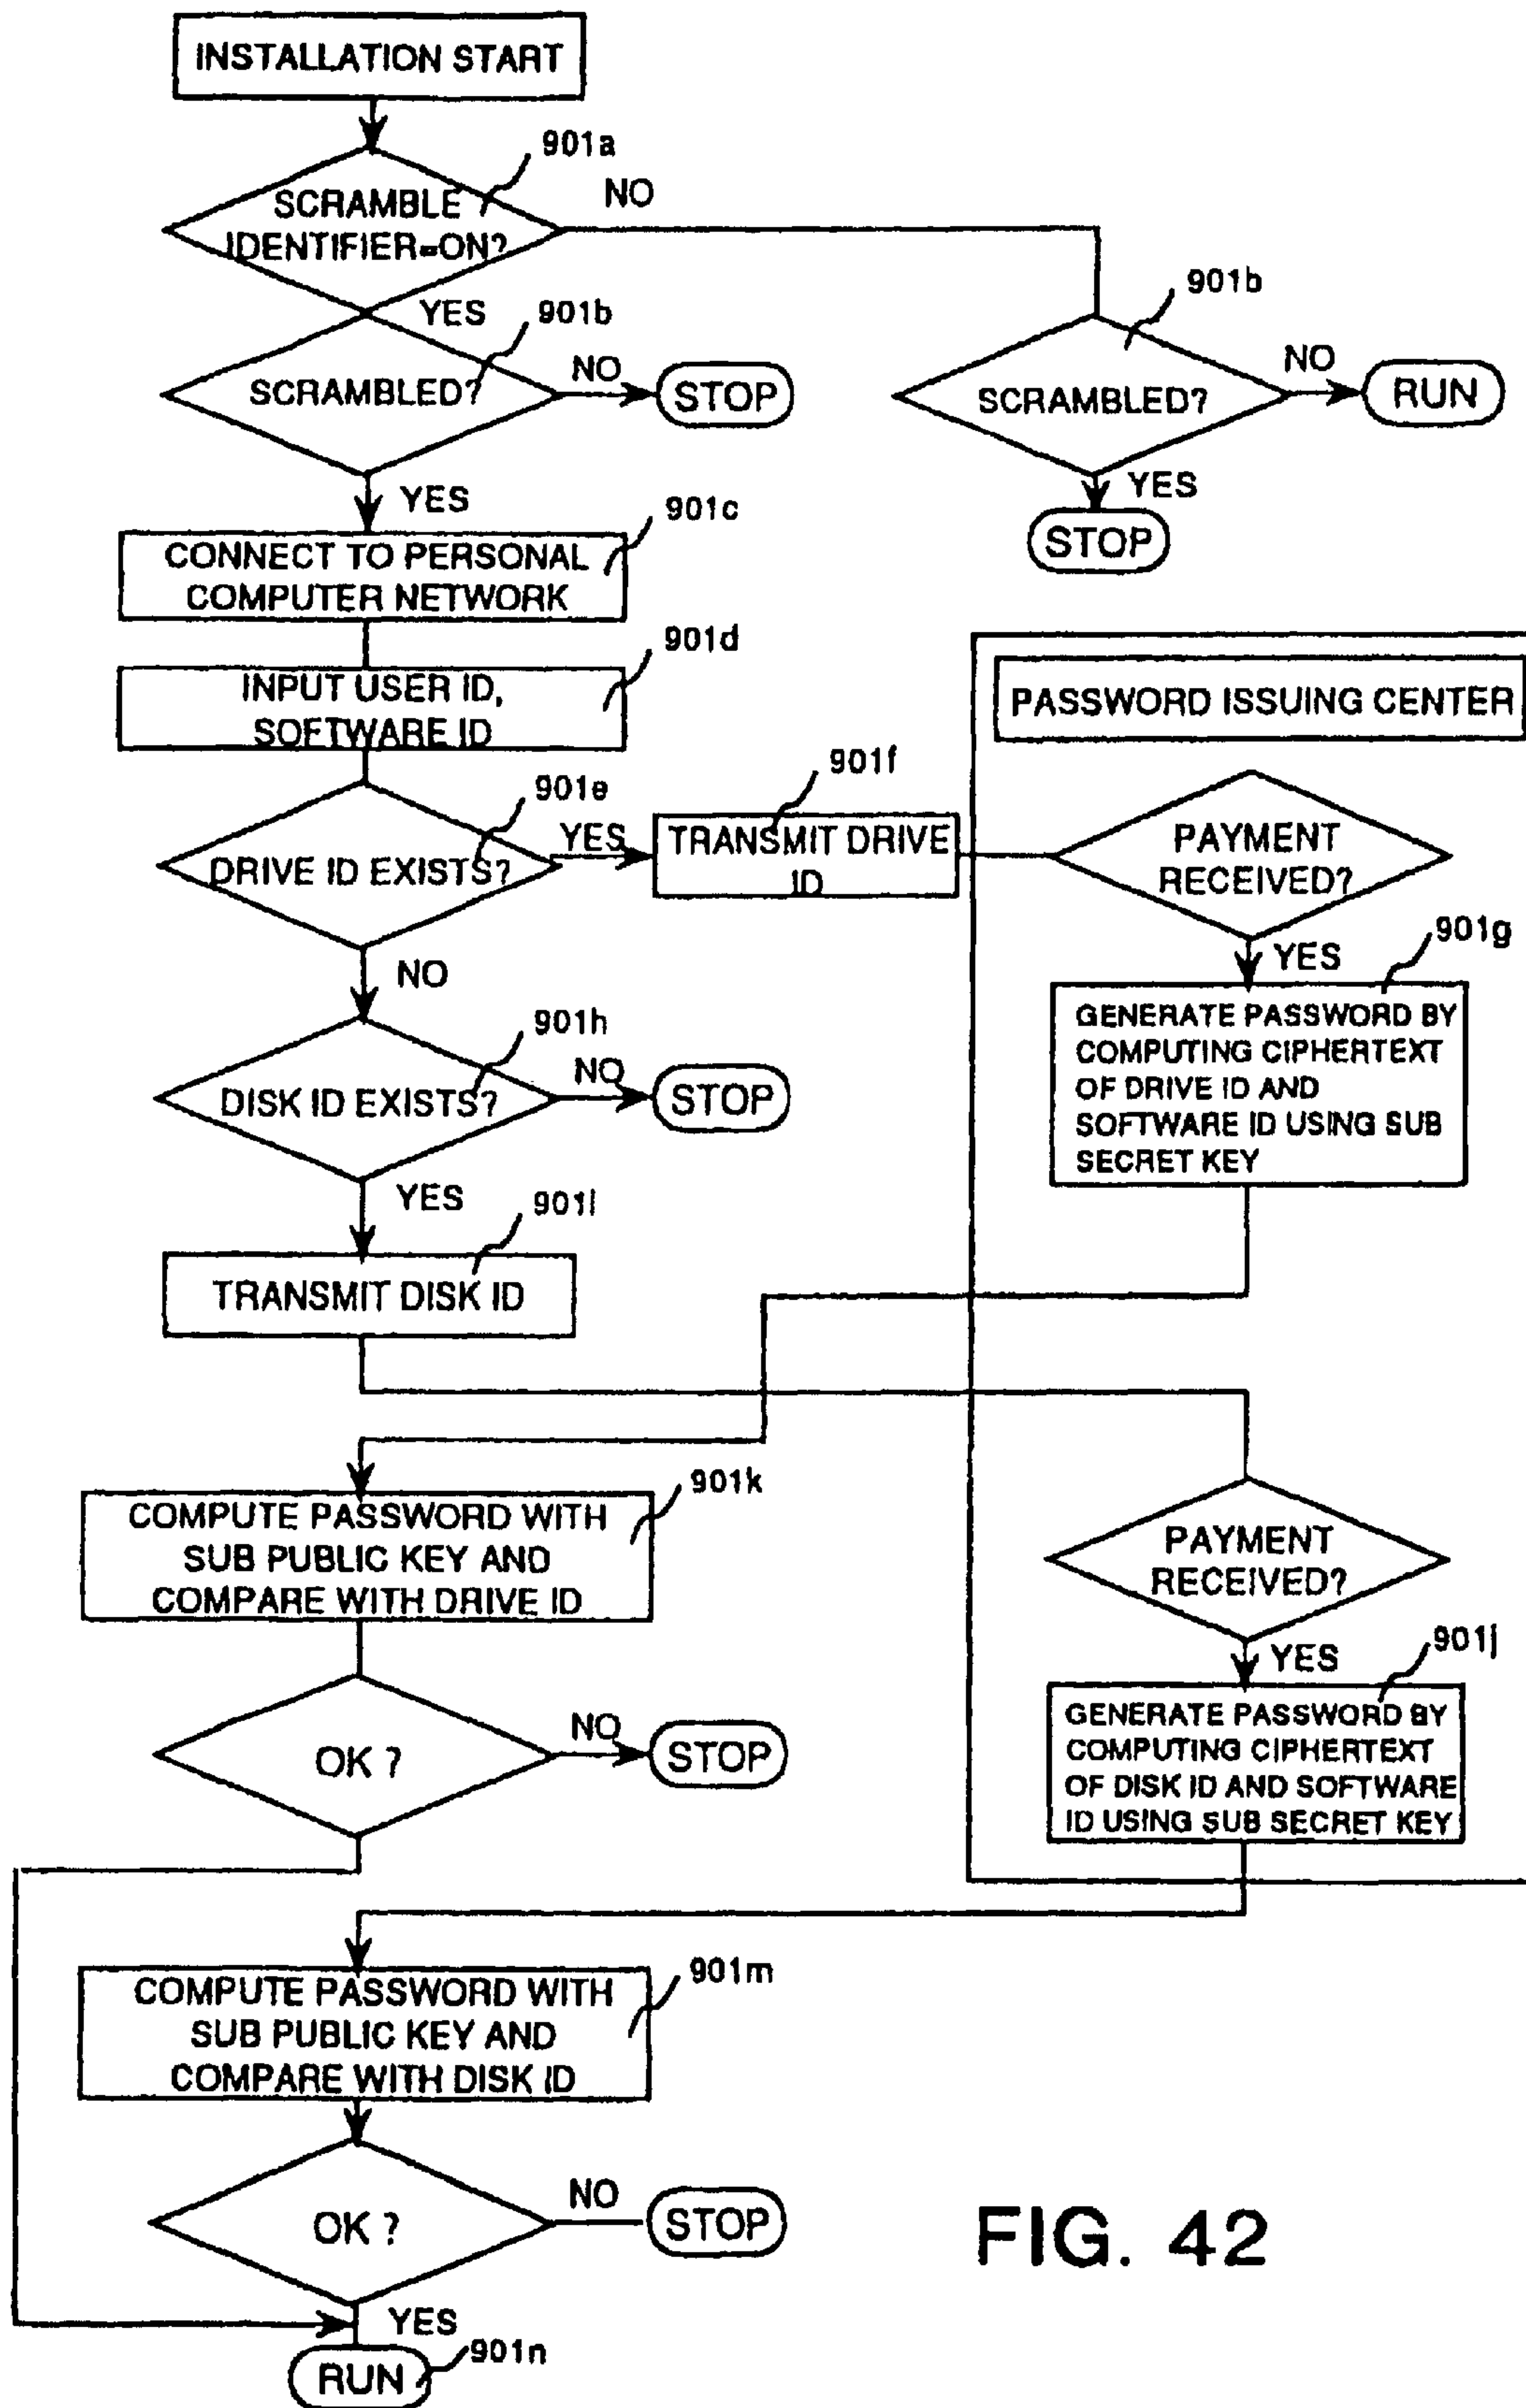 INSTALLATION START
901a
SCRAMBLE
IDENTIFIER=ON?
NO
YES
901b
SCRAMBLED?
NO
STOP
901b
SCRAMBLED?
NO
RUN
YES
STOP
YES
901c
CONNECT TO PERSONAL
COMPUTER NETWORK
901d
INPUT USER ID,
SOFTWARE ID
PASSWORD ISSUING CENTER
901e
DRIVE ID EXISTS?
YES
901f
TRANSMIT DRIVE
ID
PAYMENT
RECEIVED?
YES
901g
GENERATE PASSWORD BY
COMPUTING CIPHERTEXT
OF DRIVE ID AND
SOFTWARE ID USING SUB
SECRET KEY
NO
901h
DISK ID EXISTS?
NO
STOP
YES
901i
TRANSMIT DISK ID
901k
COMPUTE PASSWORD WITH
SUB PUBLIC KEY AND
COMPARE WITH DRIVE ID
PAYMENT
RECEIVED?
YES
901j
GENERATE PASSWORD BY
COMPUTING CIPHERTEXT
OF DISK ID AND SOFTWARE
ID USING SUB SECRET KEY
OK ?
NO
STOP
901m
COMPUTE PASSWORD WITH
SUB PUBLIC KEY AND
COMPARE WITH DISK ID
OK ?
NO
STOP
YES
RUN
901n
FIG. 42